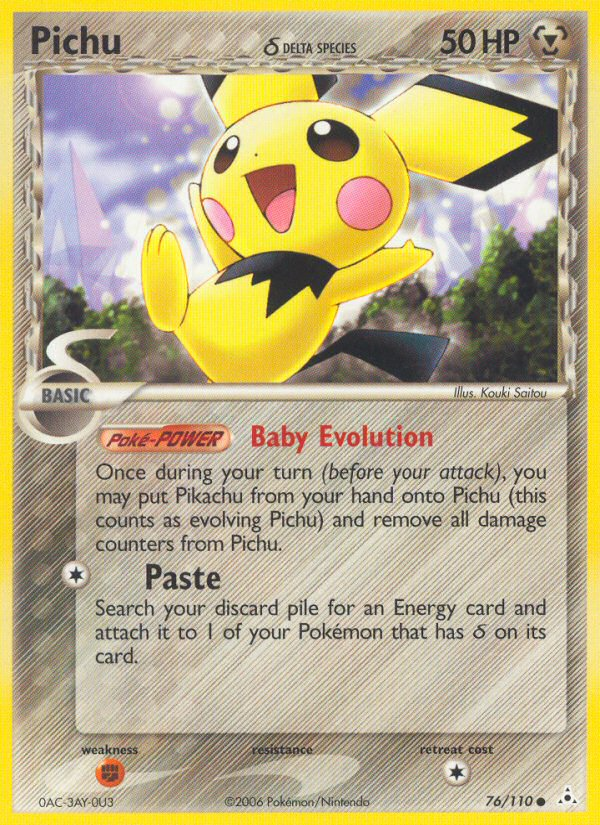 Pichu δ DELTA SPECIES 50 HP
BASIC
Illus. Kouki Saitou
Poké-POWER Baby Evolution
Once during your turn (before your attack), you
may put Pikachu from your hand onto Pichu (this
counts as evolving Pichu) and remove all damage
counters from Pichu.
Paste
Search your discard pile for an Energy card and
attach it to 1 of your Pokémon that has δ on its
card.
weakness resistance retreat cost
0AC-3AY-0U3 ©2006 Pokémon/Nintendo 76/110